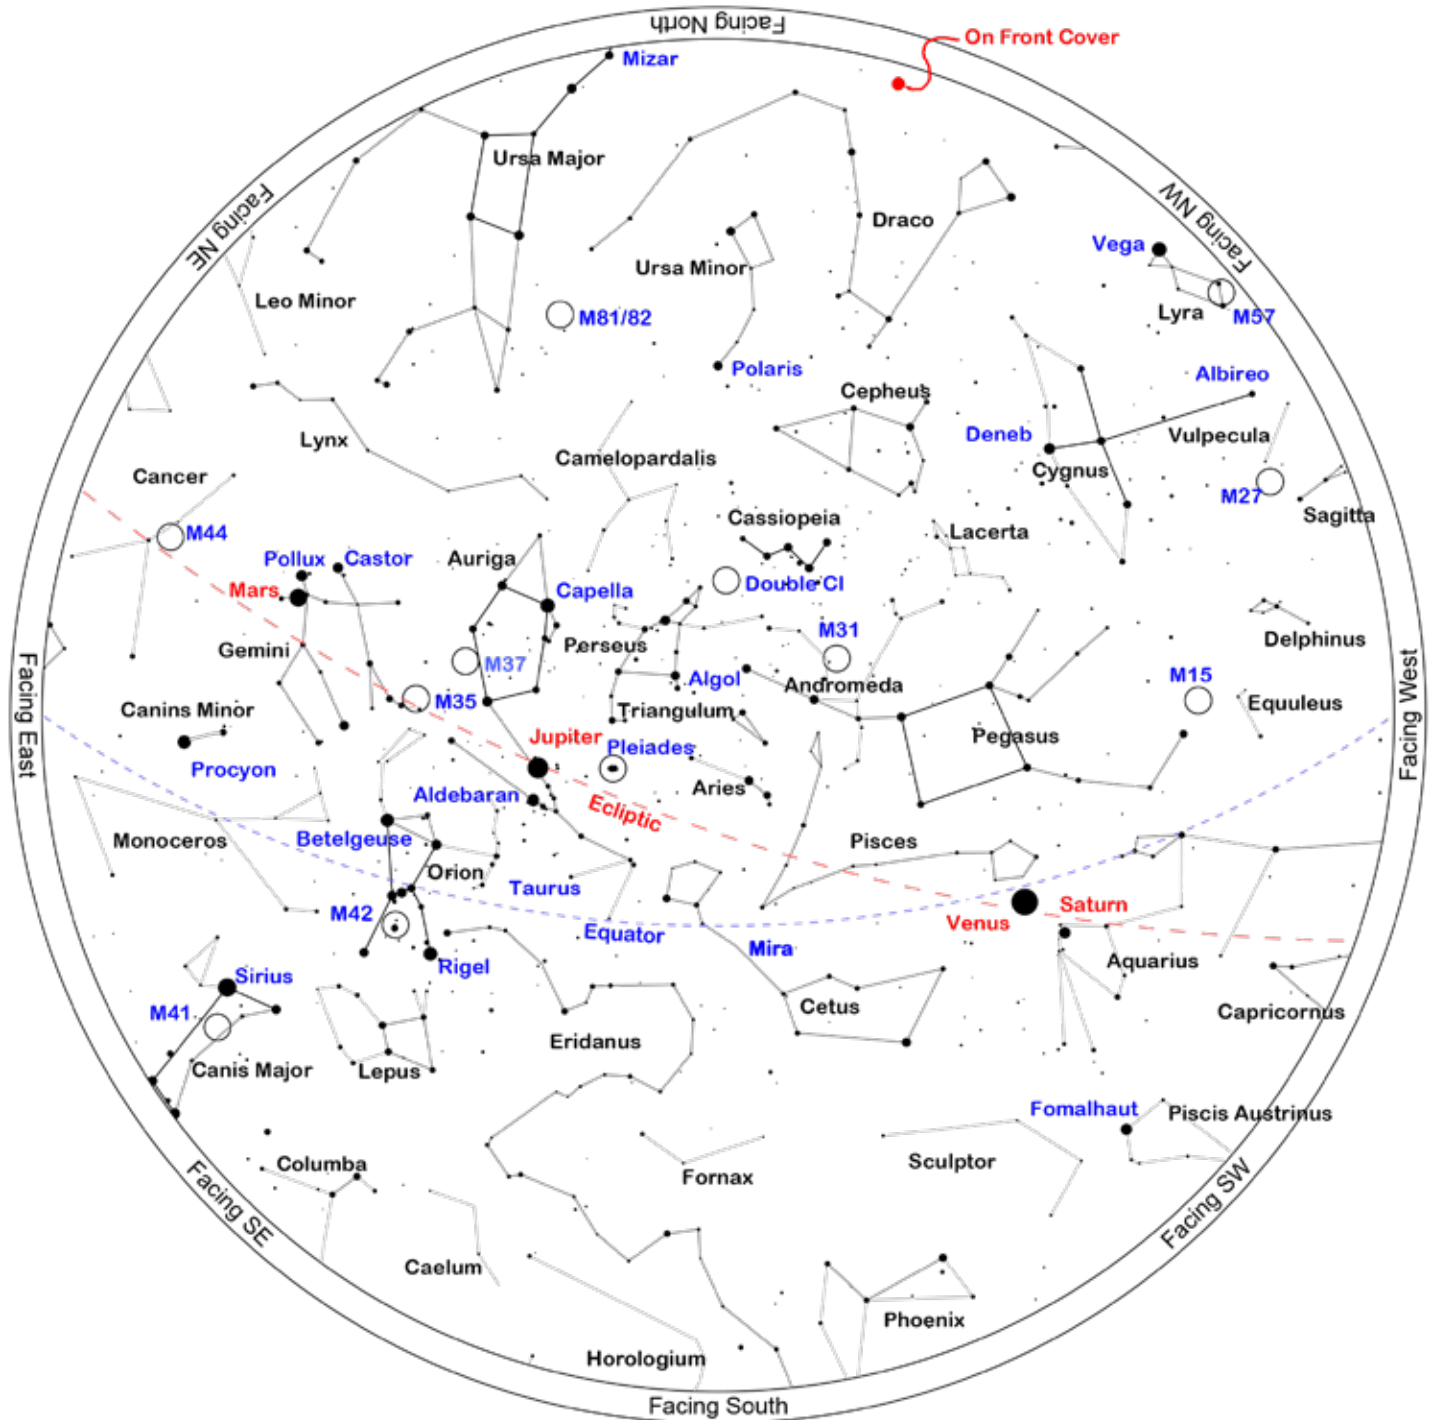 Facing North
On Front Cover
Mizar
Ursa Major
Facing NE
Facing NW
Draco
Vega
Ursa Minor
Leo Minor
Lyra
M57
M81/82
Polaris
Albireo
Cepheus
Lynx
Deneb
Vulpecula
Camelopardalis
Cygnus
Cancer
M27
Sagitta
Cassiopeia
Lacerta
M44
Pollux
Castor
Auriga
Mars
Capella
Double Cl
M31
Delphinus
Perseus
Gemini
M37
Algol
Andromeda
M15
M35
Equuleus
Canins Minor
Triangulum
Facing East
Facing West
Jupiter
Pleiades
Pegasus
Procyon
Aries
Aldebaran
Ecliptic
Betelgeuse
Monoceros
Pisces
Orion
Taurus
M42
Saturn
Venus
Equator
Mira
Rigel
Aquarius
Sirius
M41
Cetus
Capricornus
Eridanus
Canis Major
Lepus
Fomalhaut
Piscis Austrinus
Columba
Sculptor
Fornax
Facing SE
Facing SW
Caelum
Phoenix
Horologium
Facing South